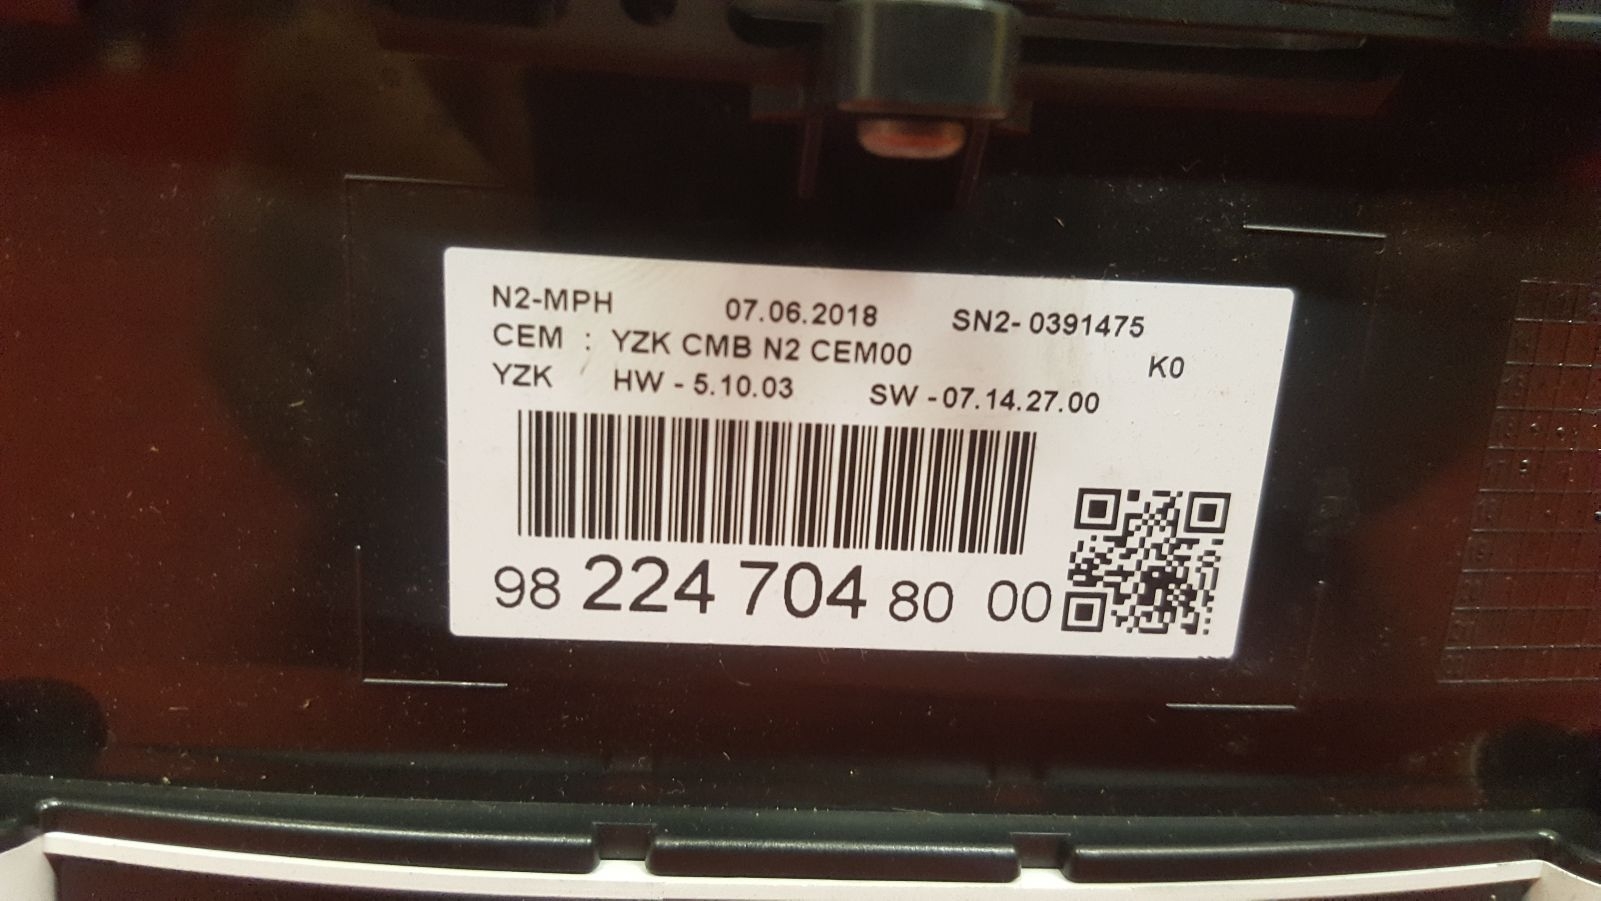 N2-MPH 07.06.2018 SN2- 0391475
CEM : YZK CMB N2 CEM00 K0
YZK HW - 5.10.03 SW -07.14.27.00
98 224 704 80 00